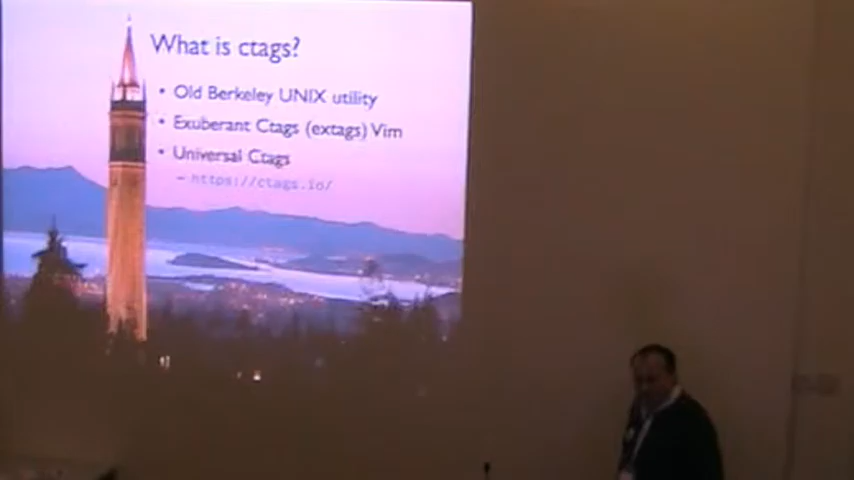 What is ctags?
• Old Berkeley UNIX utility
• Exuberant Ctags (extags) Vim
• Universal Ctags
– https://ctags.io/